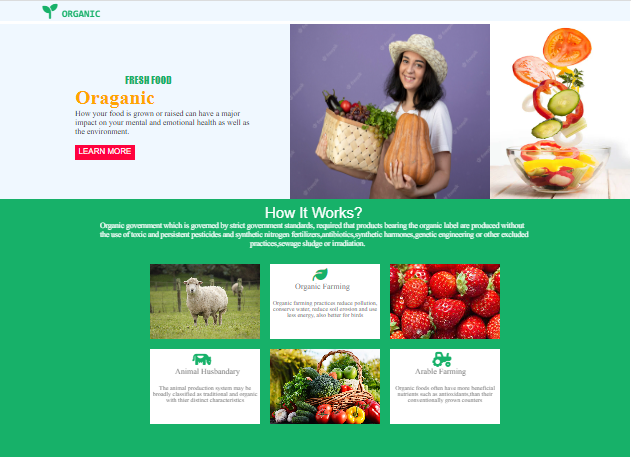 ORGANIC
FRESH FOOD
Oraganic
How your food is grown or raised can have a major
impact on your mental and emotional health as well as
the environment.
LEARN MORE
How It Works?
Organic government which is governed by strict government standards, required that products bearing the organic label are produced without
the use of toxic and persistent pesticides and synthetic nitrogen fertilizers,antibiotics,synthetic harmones,genetic engineering or other excluded
practices,sewage sludge or irradiation.
Organic Farming
Organic farming practices reduce pollution,
conserve water, reduce soil erosion and use
less energy, also better for birds
Animal Husbandary
The animal production system may be
broadly classified as traditional and organic
with thier distinct characteristics
Arable Farming
Organic foods often have more beneficial
nutrients such as antioxidants,than their
conventionally grown counters